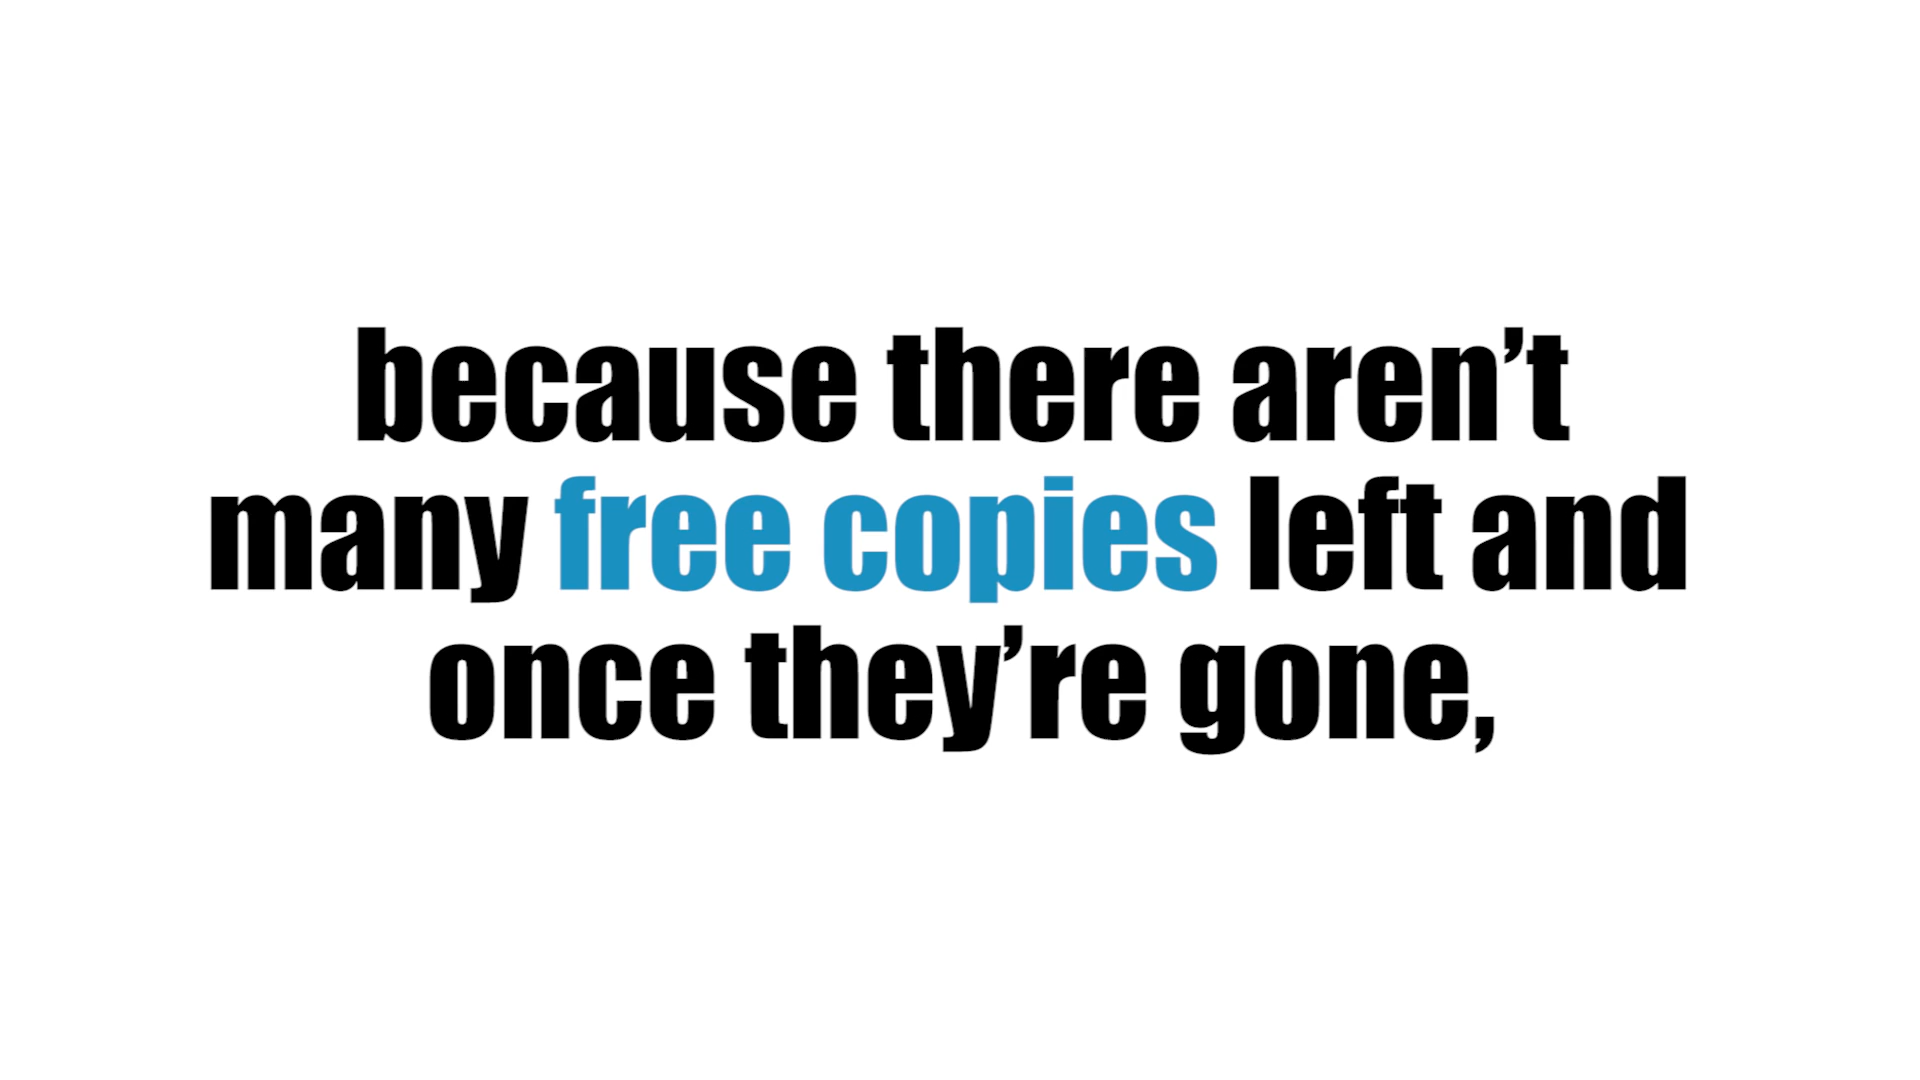 because there aren’t
many free copies left and
once they’re gone,